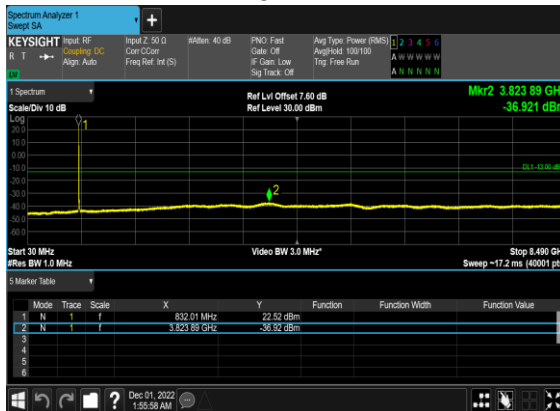 Spectrum Analyzer 1
Swept SA
+
KEYSIGHT Input: RF Input Z: 50 Ω #Atten: 40 dB PNO: Fast Avg Type: Power (RMS) 1 2 3 4 5 6
R T Coupling: DC Corr CCorr Gate: Off Avg|Hold: 100/100 A W W W W W
Align: Auto Freq Ref: Int (S) IF Gain: Low Trig: Free Run
Sig Track: Off A N N N N N
1 Spectrum Ref Lvl Offset 7.60 dB Mkr2 3.823 89 GH
Scale/Div 10 dB Ref Level 30.00 dBm -36.921 dBr
Log
20.0
10.0
0.00
-10.0
-20.0
-30.0
-40.0
-50.0
-60.0
1
DL1 -13.00 dB
2
Start 30 MHz Video BW 3.0 MHz* Stop 8.490 GH
#Res BW 1.0 MHz Sweep ~17.2 ms (40001 pt
5 Marker Table
Mode Trace Scale X Y Function Function Width Function Value
1 N 1 f 832.01 MHz 22.52 dBm
2 N 1 f 3.823 89 GHz -36.92 dBm
3
4
5
6
? Dec 01, 2022
1:55:58 AM